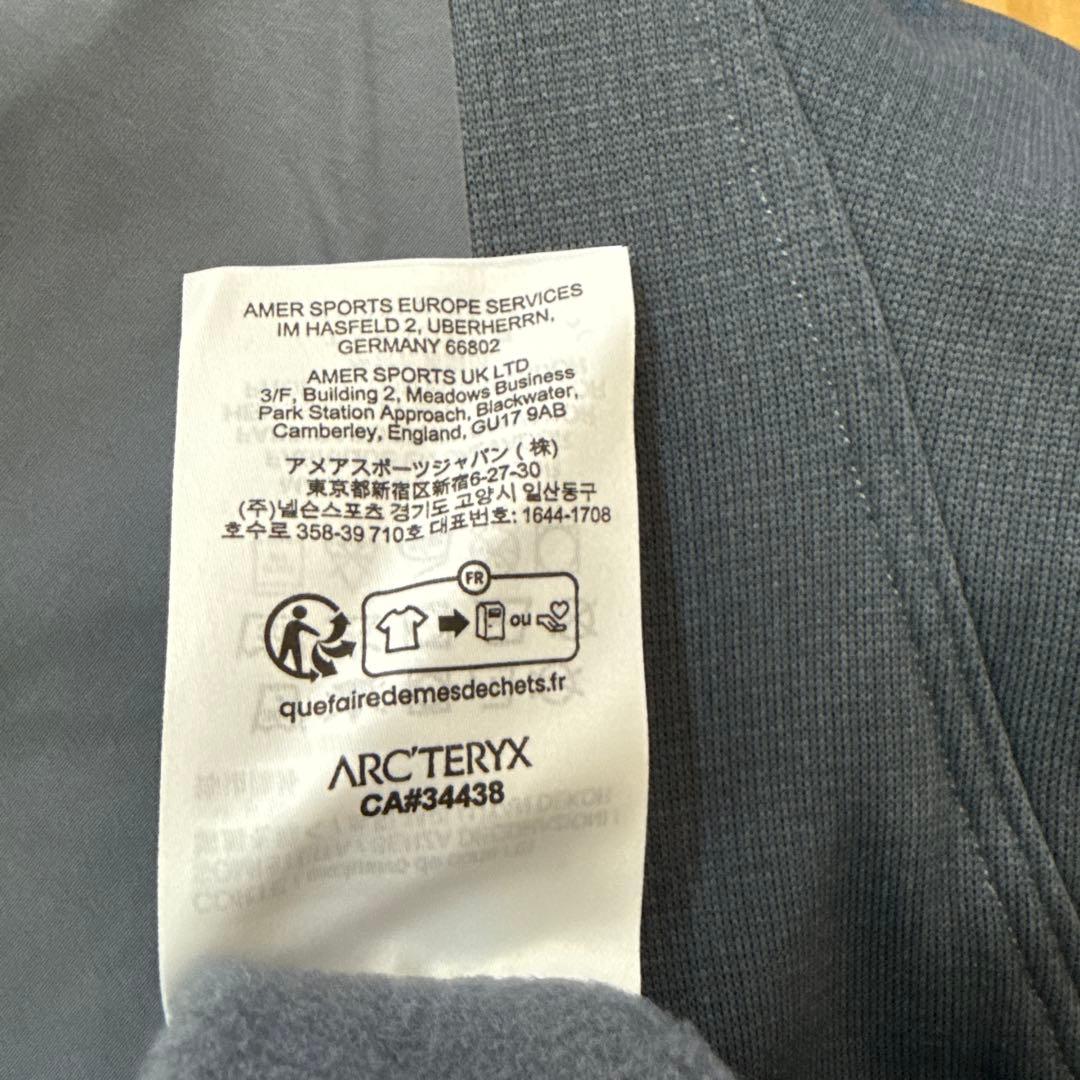 AMER SPORTS EUROPE SERVICES
IM HASFELD 2, UBERHERRN,
GERMANY 66802
AMER SPORTS UK LTD
3/F, Building 2, Meadows Business
Park Station Approach, Blackwater,
Camberley, England, GU17 9AB
アメアスポーツジャパン (株)
東京都新宿区新宿6-27-30
(주)넬슨스포츠 경기도 고양시 일산동구
호수로 358-39 710호 대표번호: 1644-1708
FR
ou
quefairedemesdechets.fr
ARC'TERYX
CA#34438